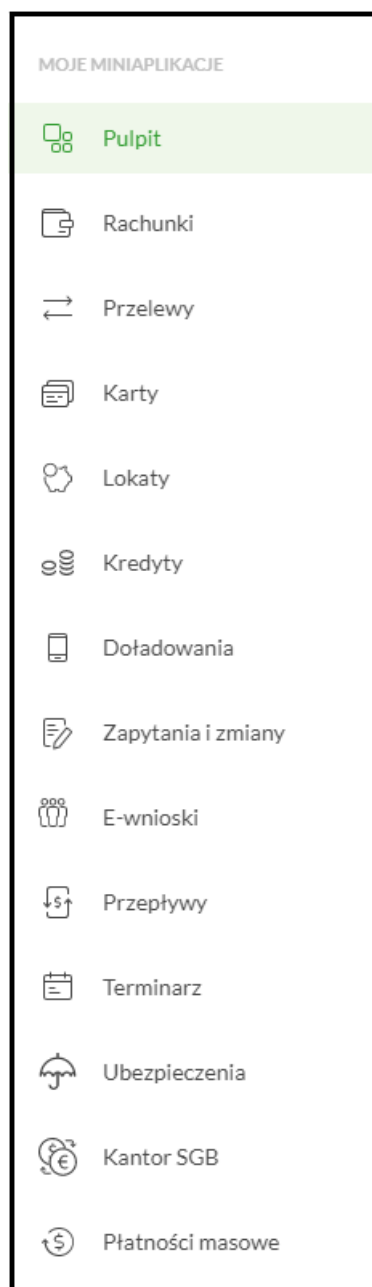 MOJE MINIAPLIKACJE
Pulpit
Rachunki
Przelewy
Karty
Lokaty
Kredyty
Doładowania
Zapytania i zmiany
E-wnioski
Przepływy
Terminarz
Ubezpieczenia
Kantor SGB
Płatności masowe